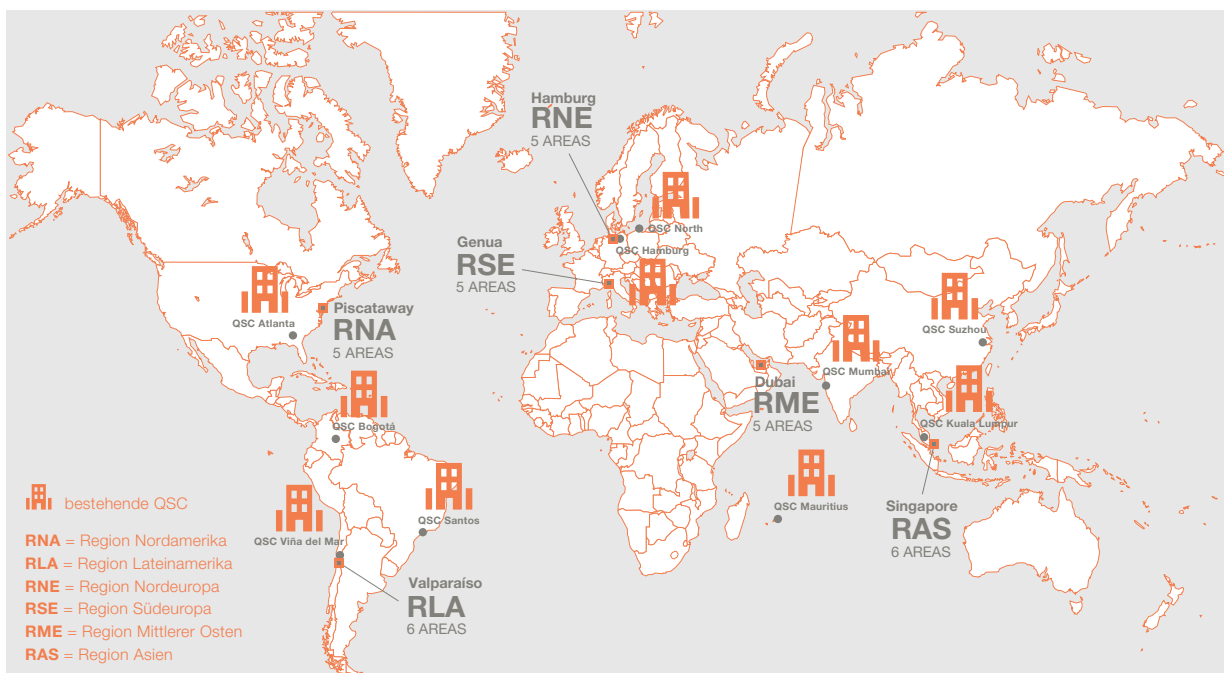 Hamburg
RNE
5 AREAS
QSC North
QSC Hamburg
Genua
RSE
5 AREAS
QSC Atlanta
Piscataway
RNA
5 AREAS
QSC Suzhou
QSC Mumbai
Dubai
RME
5 AREAS
QSC Bogotá
QSC Kuala Lumpur
QSC Mauritius
Singapore
RAS
6 AREAS
QSC Santos
QSC Viña del Mar
Valparaíso
RLA
6 AREAS
bestehende QSC
RNA = Region Nordamerika
RLA = Region Lateinamerika
RNE = Region Nordeuropa
RSE = Region Südeuropa
RME = Region Mittlerer Osten
RAS = Region Asien